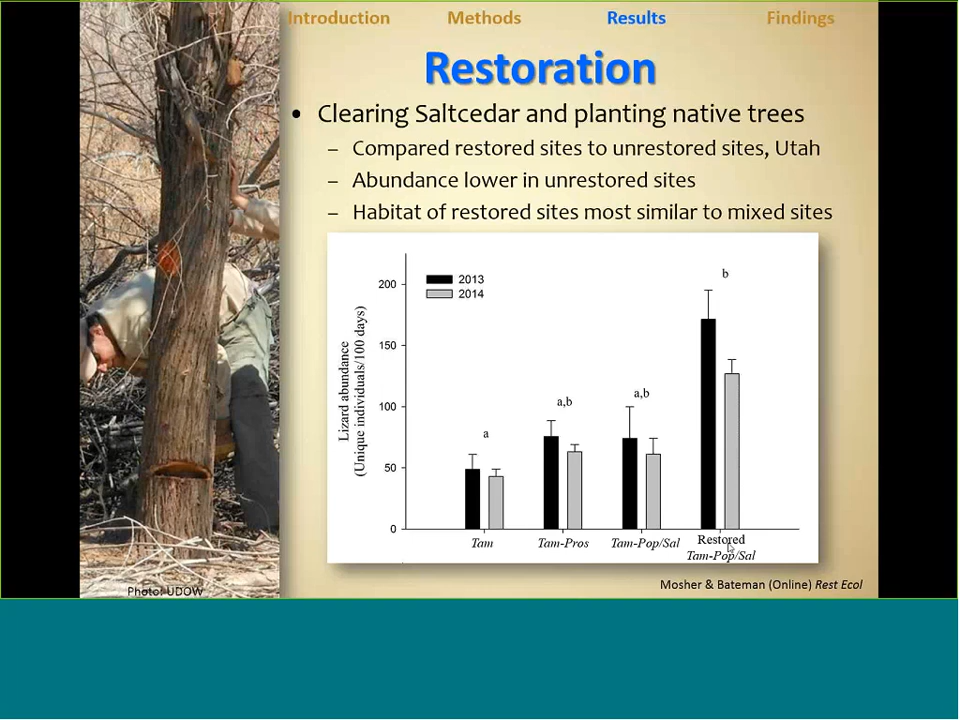 Introduction Methods Results Findings
Restoration
• Clearing Saltcedar and planting native trees
– Compared restored sites to unrestored sites, Utah
– Abundance lower in unrestored sites
– Habitat of restored sites most similar to mixed sites
2013
2014
Lizard abundance
(Unique individuals/100 days)
200
150
100
50
0
a
a,b
a,b
b
Tam
Tam-Pros
Tam-Pop/Sal
Restored
Tam-Pop/Sal
Photo: UDOW
Mosher & Bateman (Online) Rest Ecol